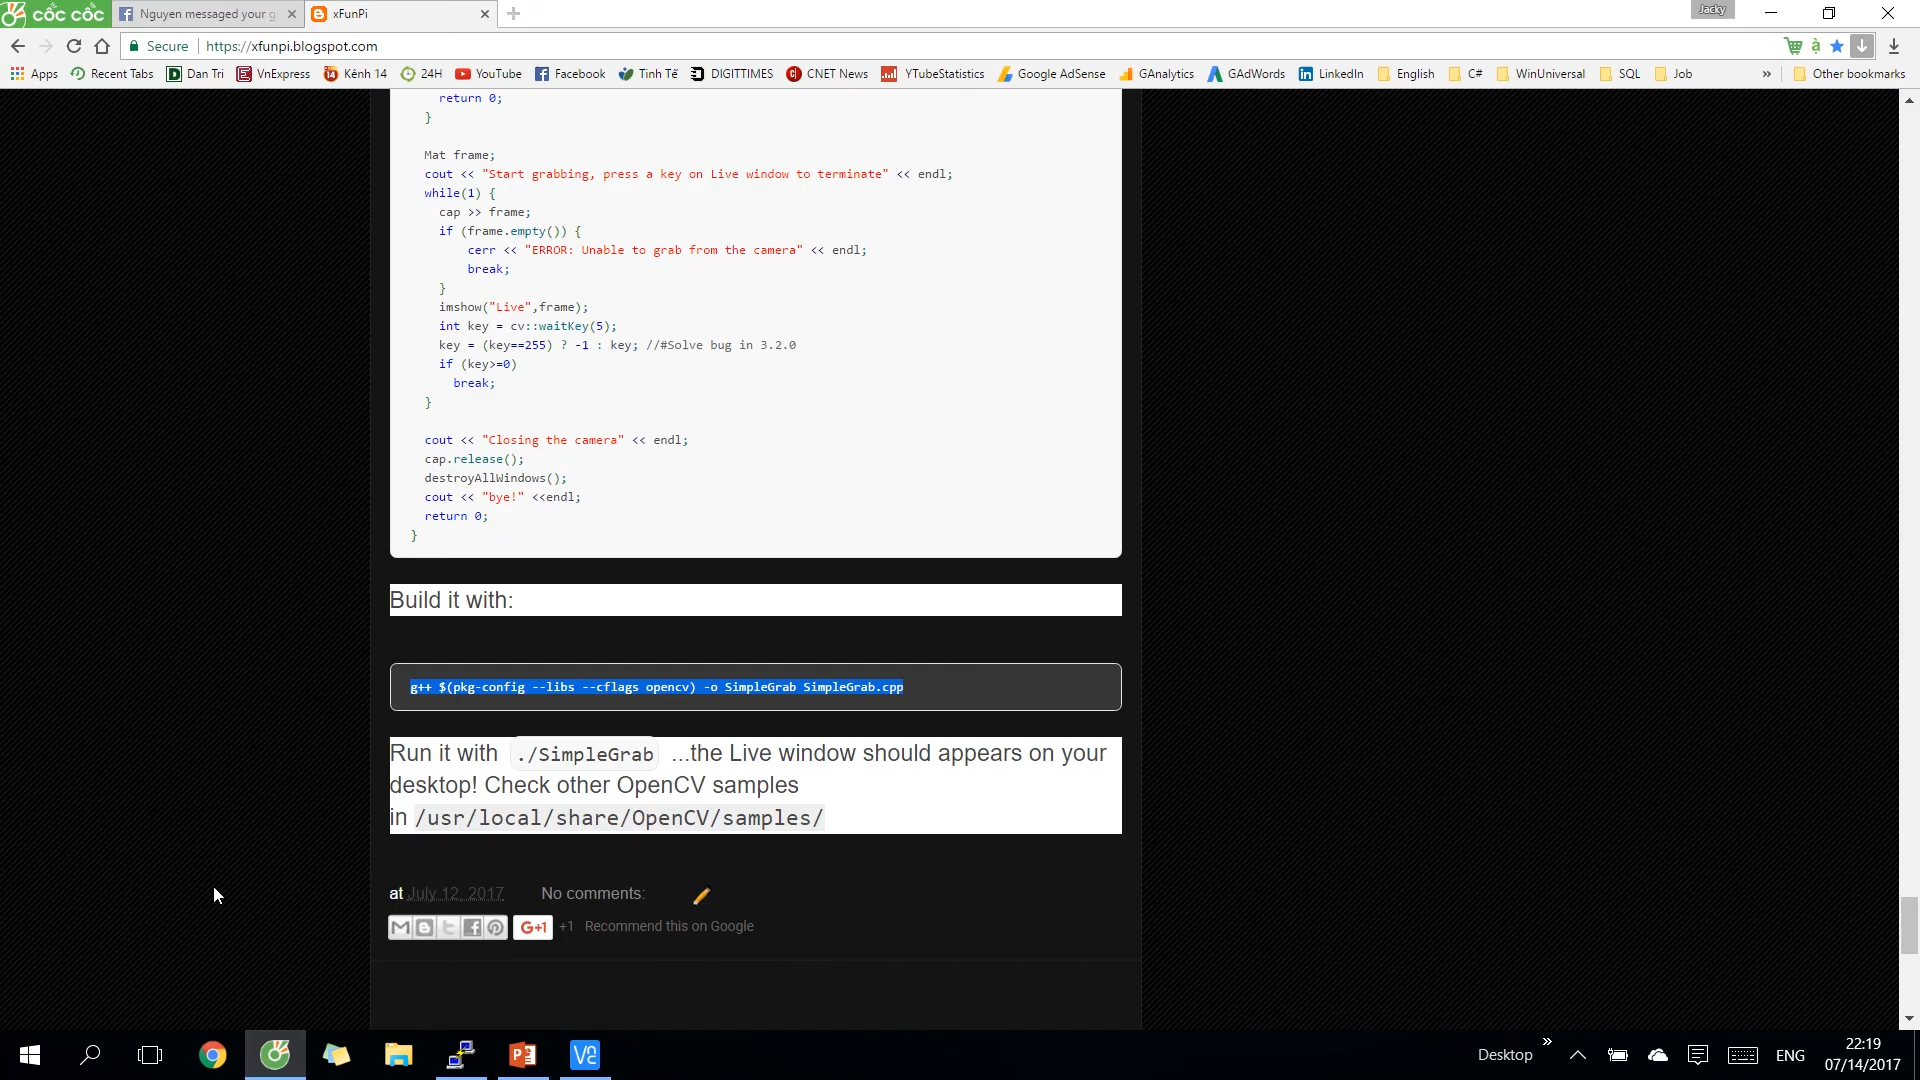 cốc cốc
Nguyen messaged your g
xFunPi
Jacky
Secure
https://xfunpi.blogspot.com
Apps
Recent Tabs
Dan Tri
VnExpress
Kênh 14
24H
YouTube
Facebook
Tinh Tế
DIGITTIMES
CNET News
YTubeStatistics
Google AdSense
GAnalytics
GAdWords
LinkedIn
English
C#
WinUniversal
SQL
Job
»
Other bookmarks
return 0;
}
Mat frame;
cout << "Start grabbing, press a key on Live window to terminate" << endl;
while(1) {
cap >> frame;
if (frame.empty()) {
cerr << "ERROR: Unable to grab from the camera" << endl;
break;
}
imshow("Live",frame);
int key = cv::waitKey(5);
key = (key==255) ? -1 : key; //#Solve bug in 3.2.0
if (key>=0)
break;
}
cout << "Closing the camera" << endl;
cap.release();
destroyAllWindows();
cout << "bye!" <<endl;
return 0;
}
Build it with:
g++ $(pkg-config --libs --cflags opencv) -o SimpleGrab SimpleGrab.cpp
Run it with ./SimpleGrab ...the Live window should appears on your
desktop! Check other OpenCV samples
in /usr/local/share/OpenCV/samples/
at July 12, 2017 No comments:
G+1 +1 Recommend this on Google
Desktop
»
ENG
22:19
07/14/2017